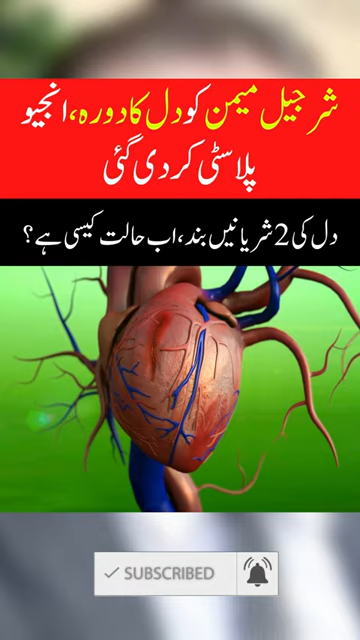 شرجیل میمن کو دل کا دورہ، انجیو
پلاسٹی کر دی گئی
دل کی 2 شریانیں بند، اب حالت کیسی ہے؟
SUBSCRIBED